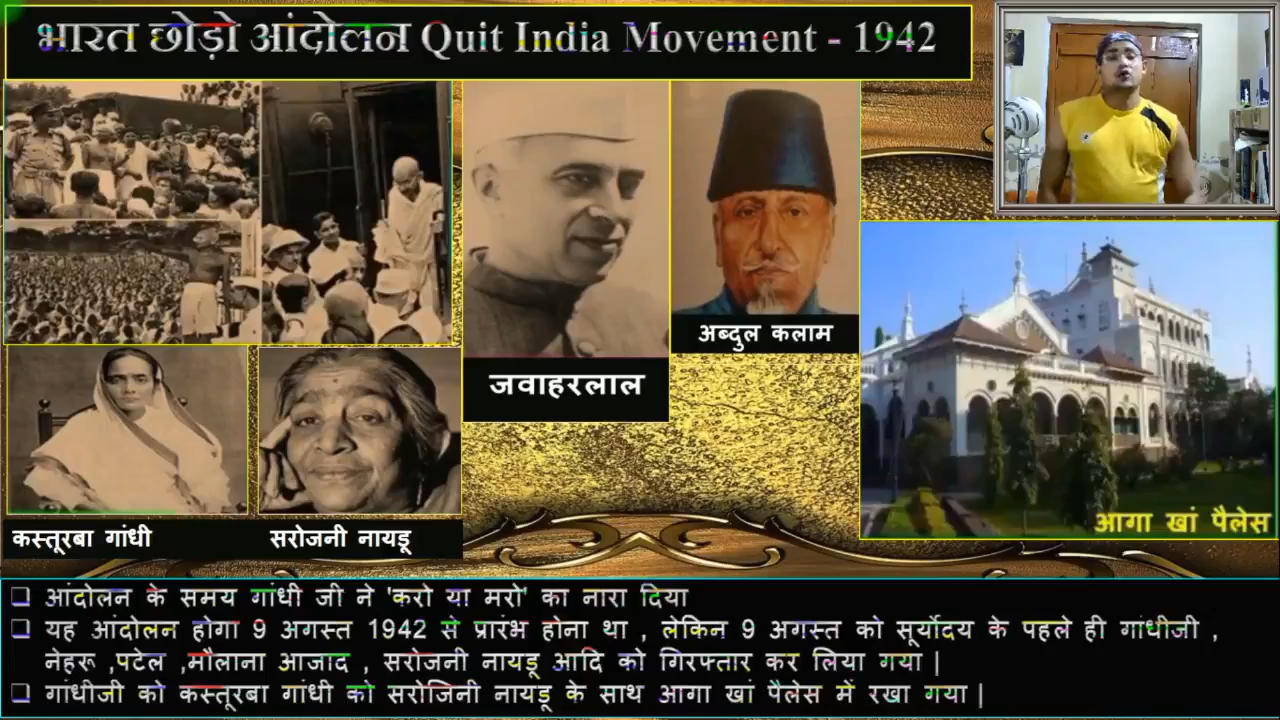 भारत छोड़ो आंदोलन Quit India Movement - 1942
अब्दुल कलाम
जवाहरलाल
आगा खां पैलेस
कस्तूरबा गांधी
सरोजनी नायडू
आंदोलन के समय गांधी जी ने 'करो या मरो' का नारा दिया
यह आंदोलन होगा 9 अगस्त 1942 से प्रारंभ होना था , लेकिन 9 अगस्त को सूर्योदय के पहले ही गांधीजी ,
नेहरू ,पटेल ,मौलाना आजाद , सरोजनी नायडू आदि को गिरफ्तार कर लिया गया |
गांधीजी को कस्तूरबा गांधी को सरोजिनी नायडू के साथ आगा खां पैलेस में रखा गया |